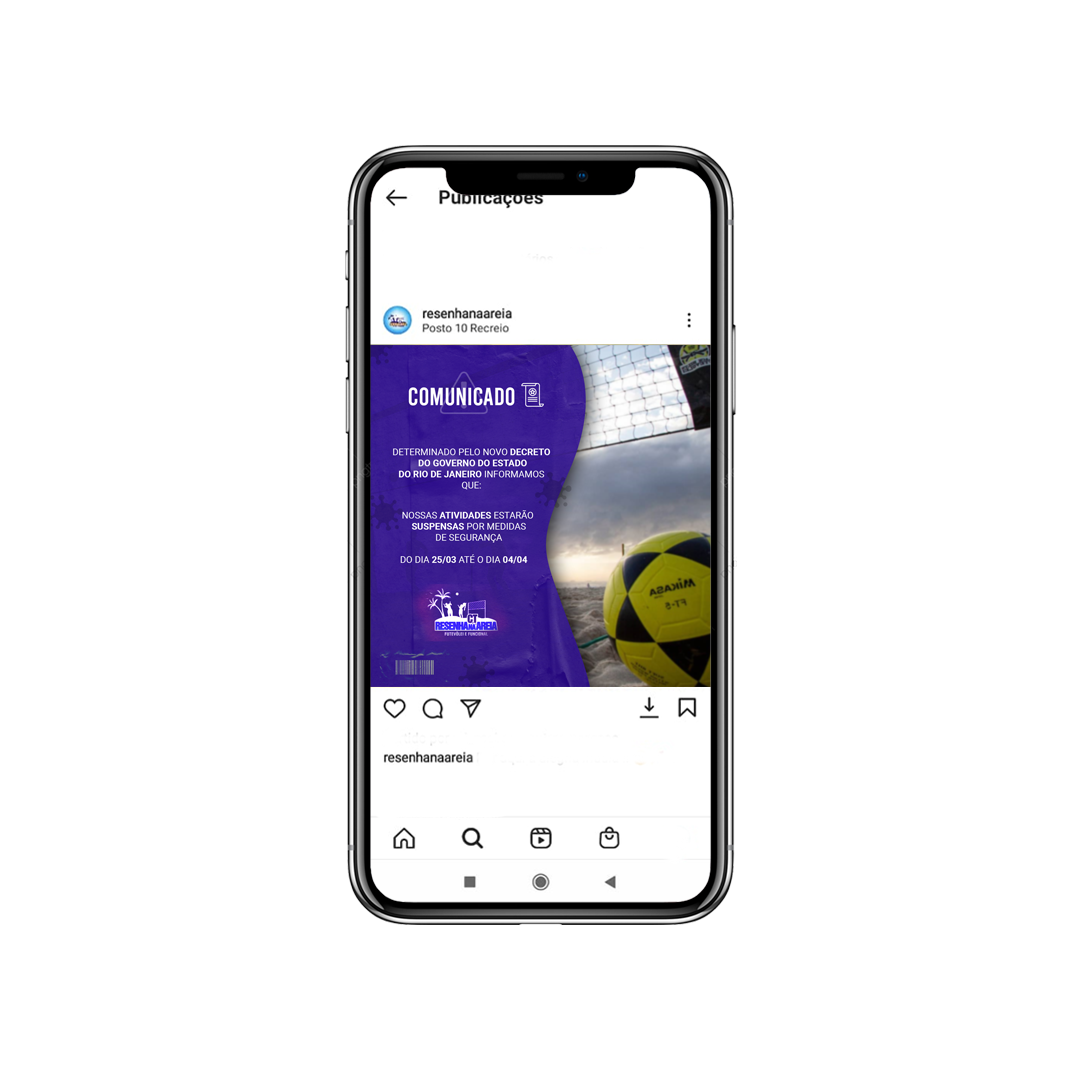 Publicações
resenhanaareia
Posto 10 Recreio
COMUNICADO
DETERMINADO PELO NOVO DECRETO
DO GOVERNO DO ESTADO
DO RIO DE JANEIRO INFORMAMOS
QUE:
NOSSAS ATIVIDADES ESTARÃO
SUSPENSAS POR MEDIDAS
DE SEGURANÇA
DO DIA 25/03 ATÉ O DIA 04/04
CT
RESENHA NA AREIA
FUTEVÔLEI E FUNCIONAL
MIKASA
FT-5
resenhanaareia